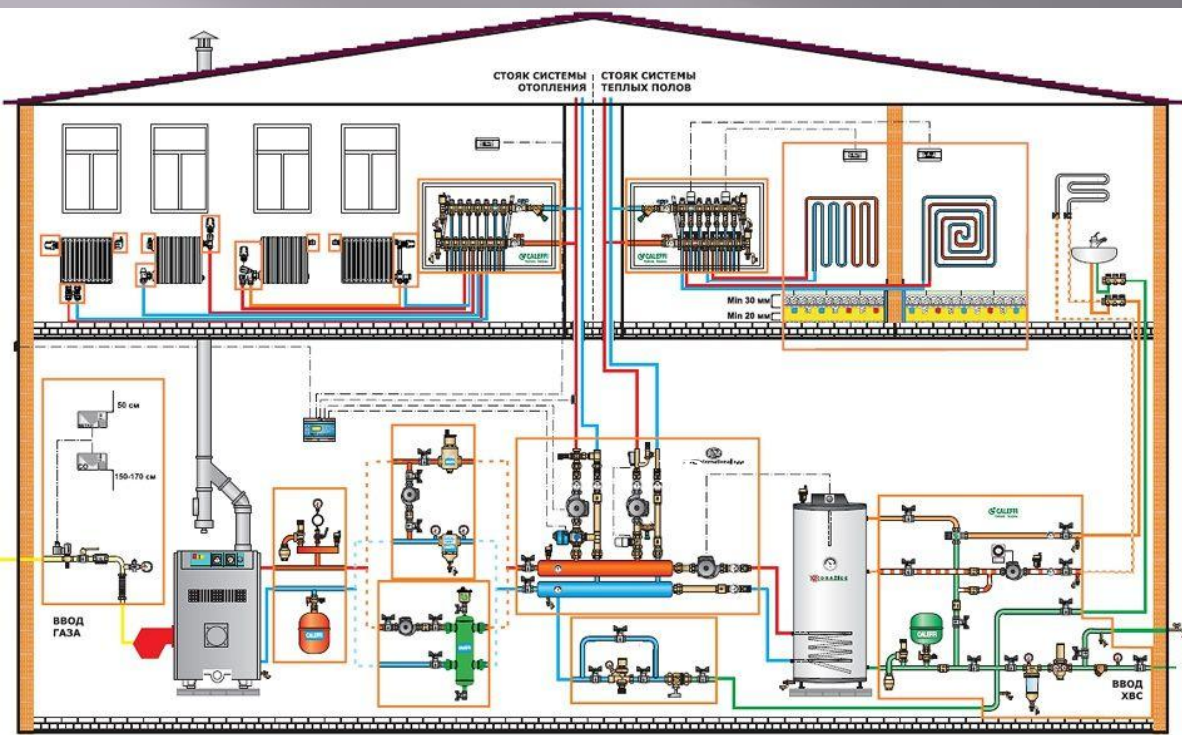 СТОЯК СИСТЕМЫ
ОТОПЛЕНИЯ
СТОЯК СИСТЕМЫ
ТЕПЛЫХ ПОЛОВ
CALEFFI
CALEFFI
Min 30 мм
Min 20 мм
50 см
150-170 см
ВВОД
ГАЗА
CALEFFI
CALEFFI
CALEFFI
ВВОД
ХВС